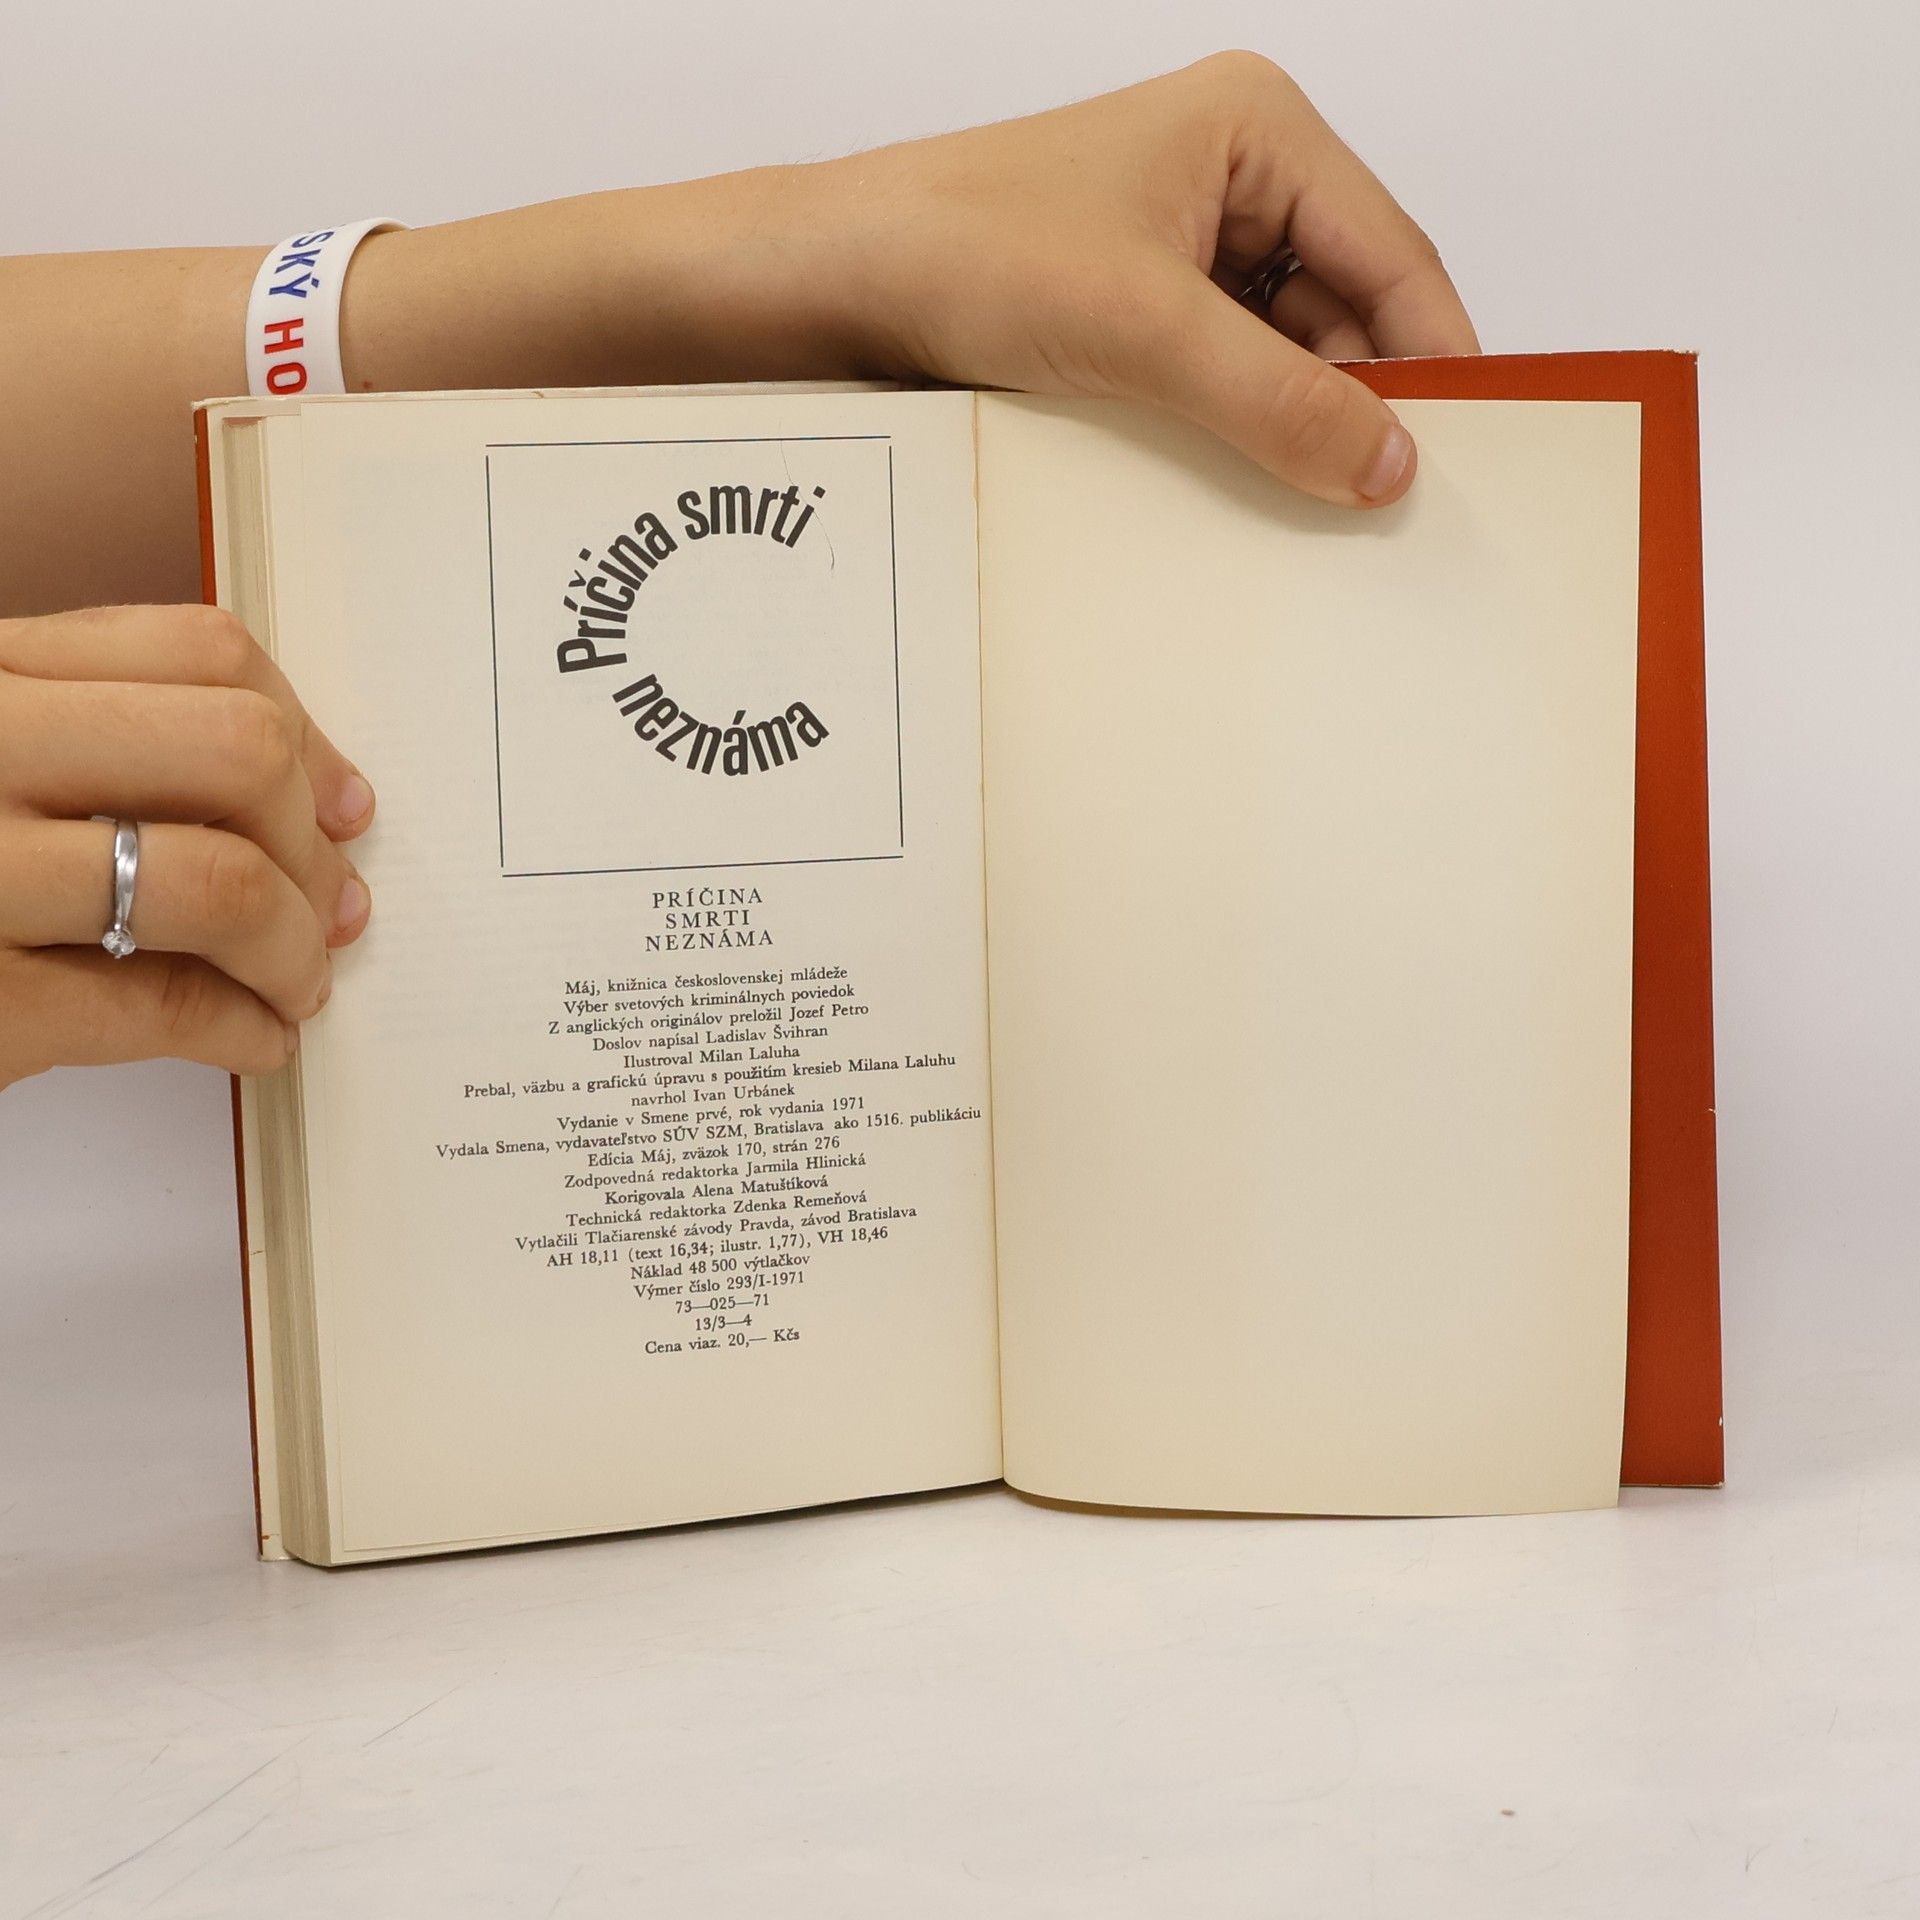 SKÝ HO
Príčina smrti
neznáma
PRÍČINA
SMRTI
NEZNÁMA
Máj, knižnica československej mládeže
Výber svetových kriminálnych poviedok
Z anglických originálov preložil Jozef Petro
Doslov napísal Ladislav Švihran
Ilustroval Milan Laluha
Prebal, väzbu a grafickú úpravu s použitím kresieb Milana Laluhu
navrhol Ivan Urbánek
Vydanie v Smene prvé, rok vydania 1971
Vydala Smena, vydavateľstvo SÚV SZM, Bratislava ako 1516. publikáciu
Edícia Máj, zväzok 170, strán 276
Zodpovedná redaktorka Jarmila Hlinická
Korigovala Alena Matuštíková
Technická redaktorka Zdenka Remeňová
Vytlačili Tlačiarenské závody Pravda, závod Bratislava
AH 18,11 (text 16,34; ilustr. 1,77), VH 18,46
Náklad 48 500 výtlačkov
Výmer číslo 293/I-1971
73—025—71
13/3—4
Cena viaz. 20,— Kčs